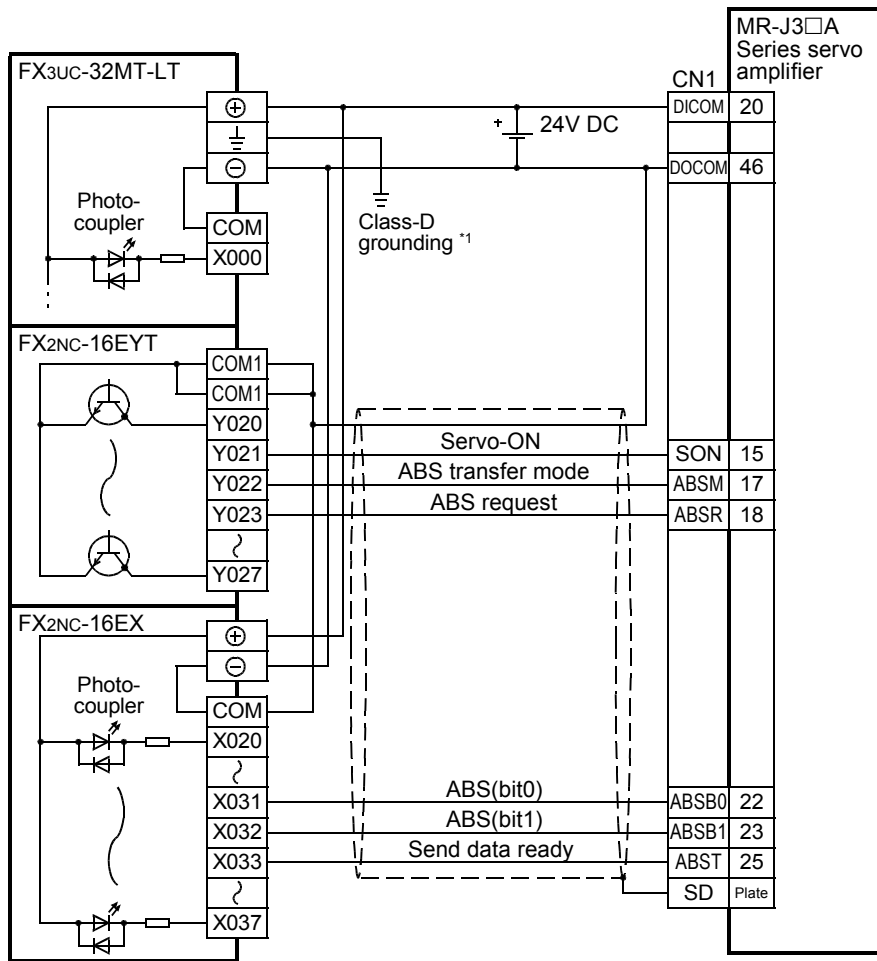 MR-J3□A
Series servo
amplifier
FX3UC-32MT-LT
CN1
⊕
DICOM 20
+ 24V DC
⊖
DOCOM 46
Photo-
coupler
COM
Class-D
grounding *1
X000
FX2NC-16EYT
COM1
COM1
Y020
Y021 Servo-ON SON 15
Y022 ABS transfer mode ABSM 17
Y023 ABS request ABSR 18
Y027
FX2NC-16EX
⊕
⊖
Photo-
coupler
COM
X020
X031 ABS(bit0) ABSB0 22
X032 ABS(bit1) ABSB1 23
X033 Send data ready ABST 25
SD Plate
X037